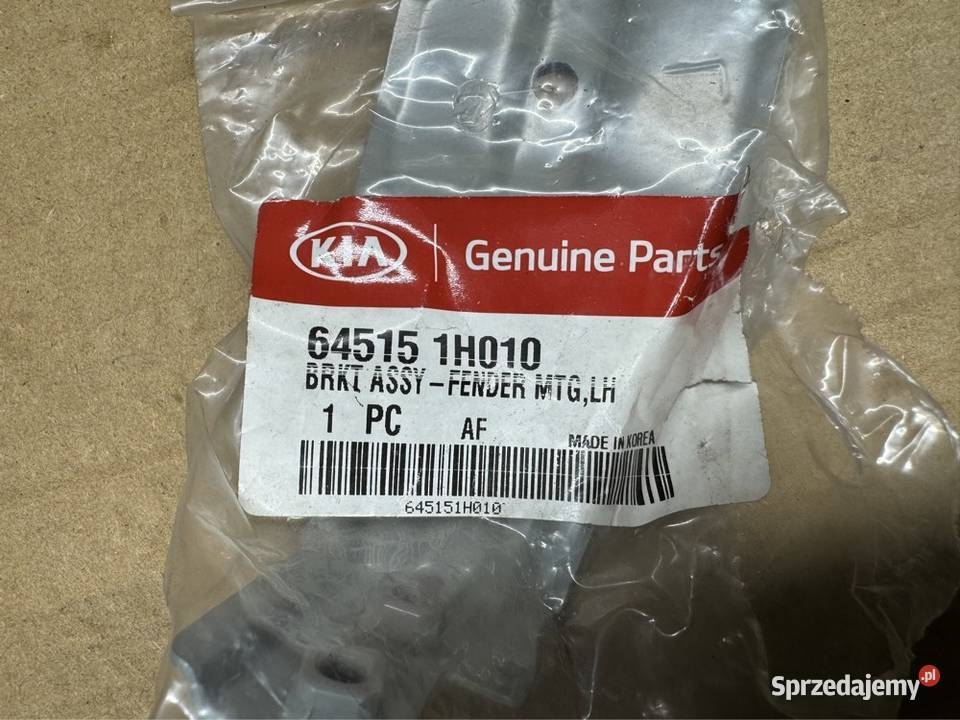 KIA Genuine Parts
64515 1H010
BRKT ASSY-FENDER MTG,LH
1 PC AF MADE IN KOREA
645151H010
Sprzedajemy.pl